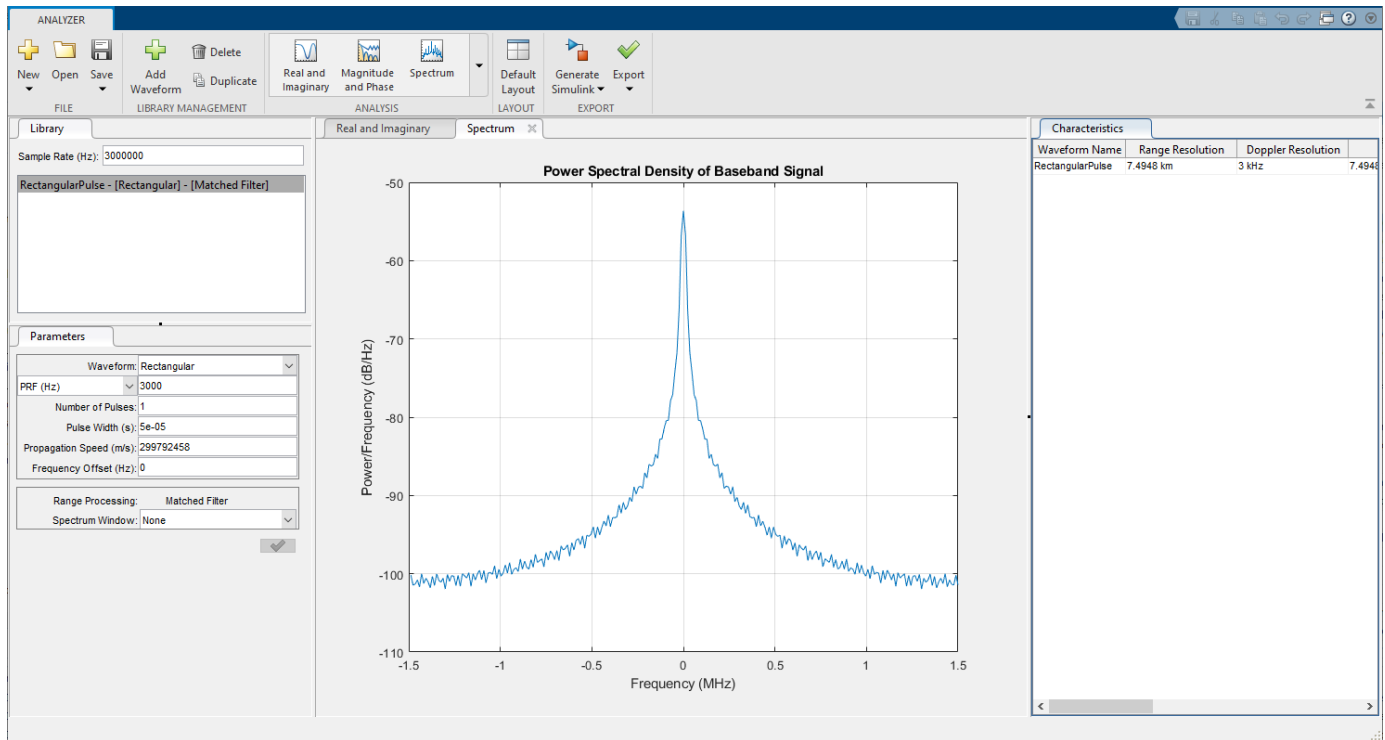 ANALYZER
New
Open
Save
Add Waveform
Delete
Duplicate
Real and Imaginary
Magnitude and Phase
Spectrum
Default Layout
Generate Simulink
Export
FILE
LIBRARY MANAGEMENT
ANALYSIS
LAYOUT
EXPORT
Library
Sample Rate (Hz): 3000000
RectangularPulse - [Rectangular] - [Matched Filter]
Parameters
Waveform: Rectangular
PRF (Hz) 3000
Number of Pulses: 1
Pulse Width (s): 5e-05
Propagation Speed (m/s): 299792458
Frequency Offset (Hz): 0
Range Processing: Matched Filter
Spectrum Window: None
Real and Imaginary
Spectrum
Power Spectral Density of Baseband Signal
Power/Frequency (dB/Hz)
-50
-60
-70
-80
-90
-100
-110
-1.5 -1 -0.5 0 0.5 1 1.5
Frequency (MHz)
Characteristics
Waveform Name Range Resolution Doppler Resolution
RectangularPulse 7.4948 km 3 kHz 7.4948